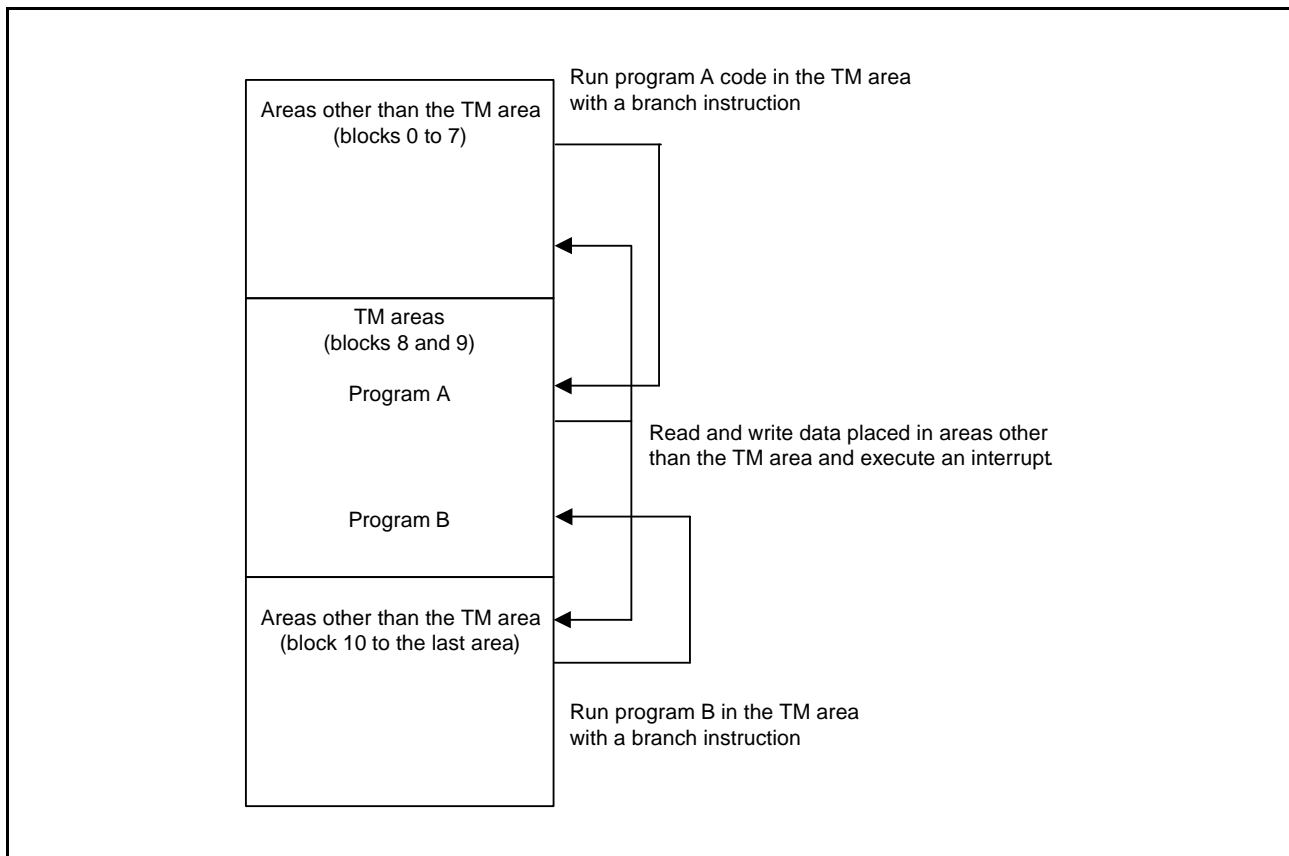 Run program A code in the TM area
with a branch instruction
Areas other than the TM area
(blocks 0 to 7)
TM areas
(blocks 8 and 9)
Program A
Read and write data placed in areas other
than the TM area and execute an interrupt.
Program B
Areas other than the TM area
(block 10 to the last area)
Run program B in the TM area
with a branch instruction